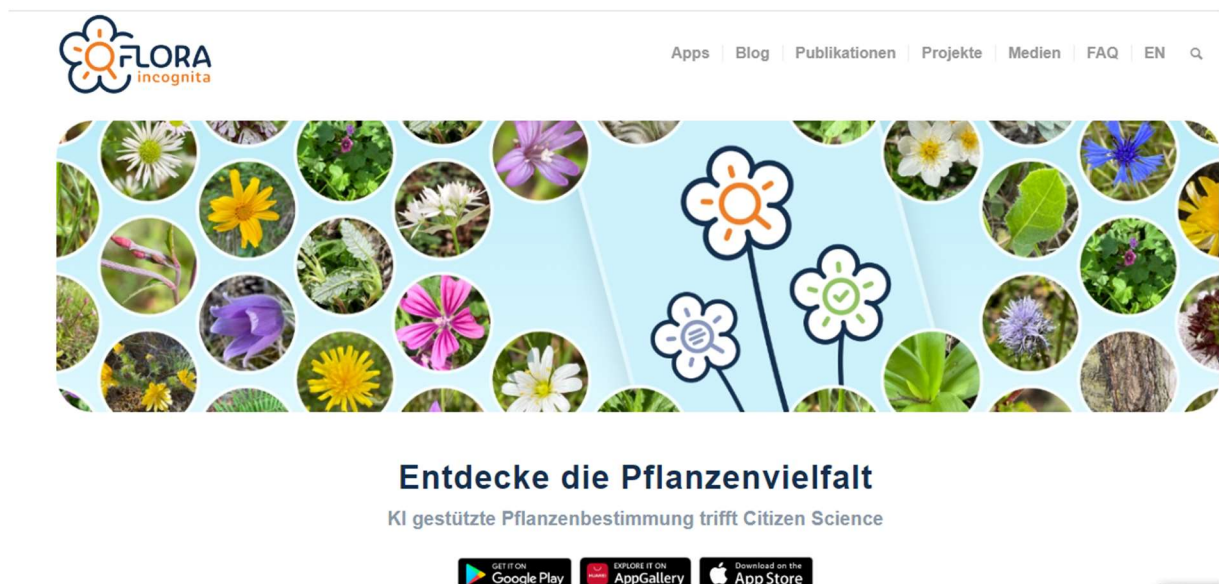 FLORA
incognita
Apps Blog Publikationen Projekte Medien FAQ EN
Entdecke die Pflanzenvielfalt
KI gestützte Pflanzenbestimmung trifft Citizen Science
GET IT ON
Google Play
EXPLORE IT ON
AppGallery
Download on the
App Store